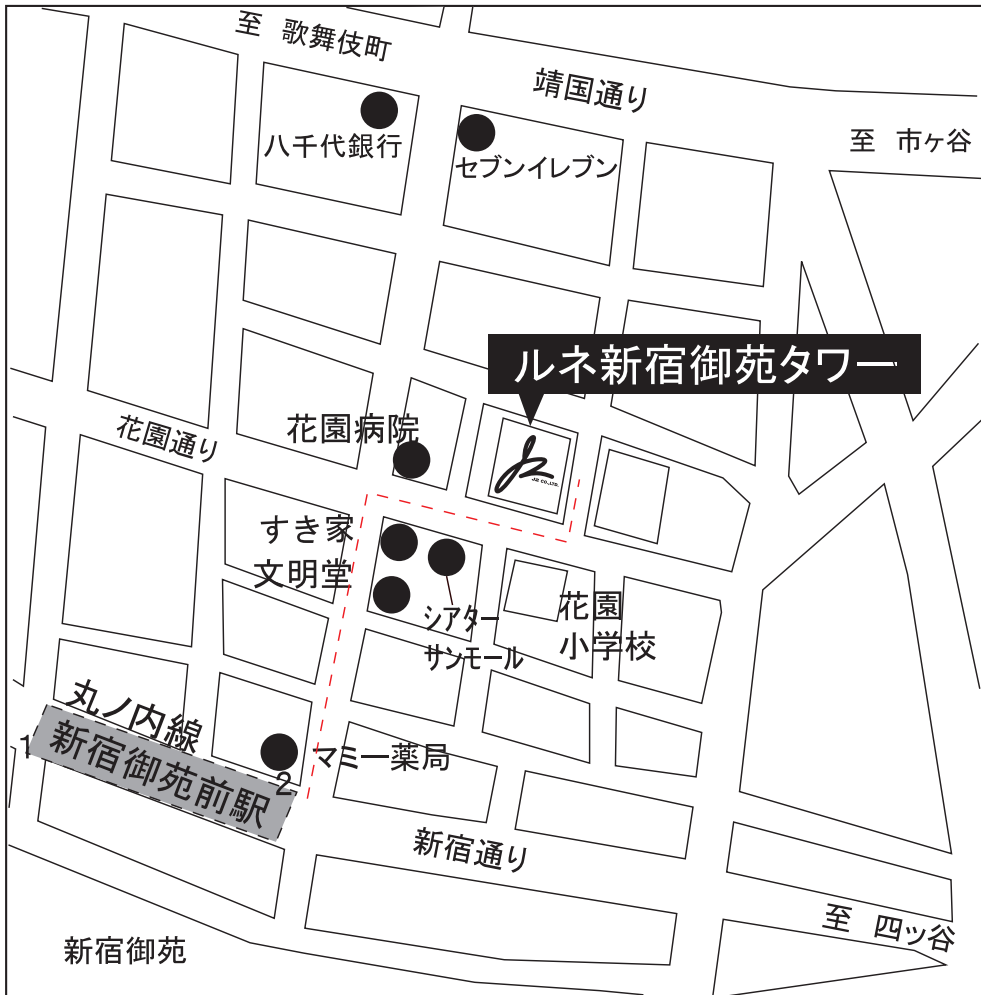 至 歌舞伎町
靖国通り
八千代銀行
セブンイレブン
至 市ヶ谷
ルネ新宿御苑タワー
花園病院
花園通り
J.Z. CO.,LTD.
すき家
文明堂
シアター
サンモール
花園
小学校
丸ノ内線
1
新宿御苑前駅
2
マミー薬局
新宿通り
至 四ッ谷
新宿御苑